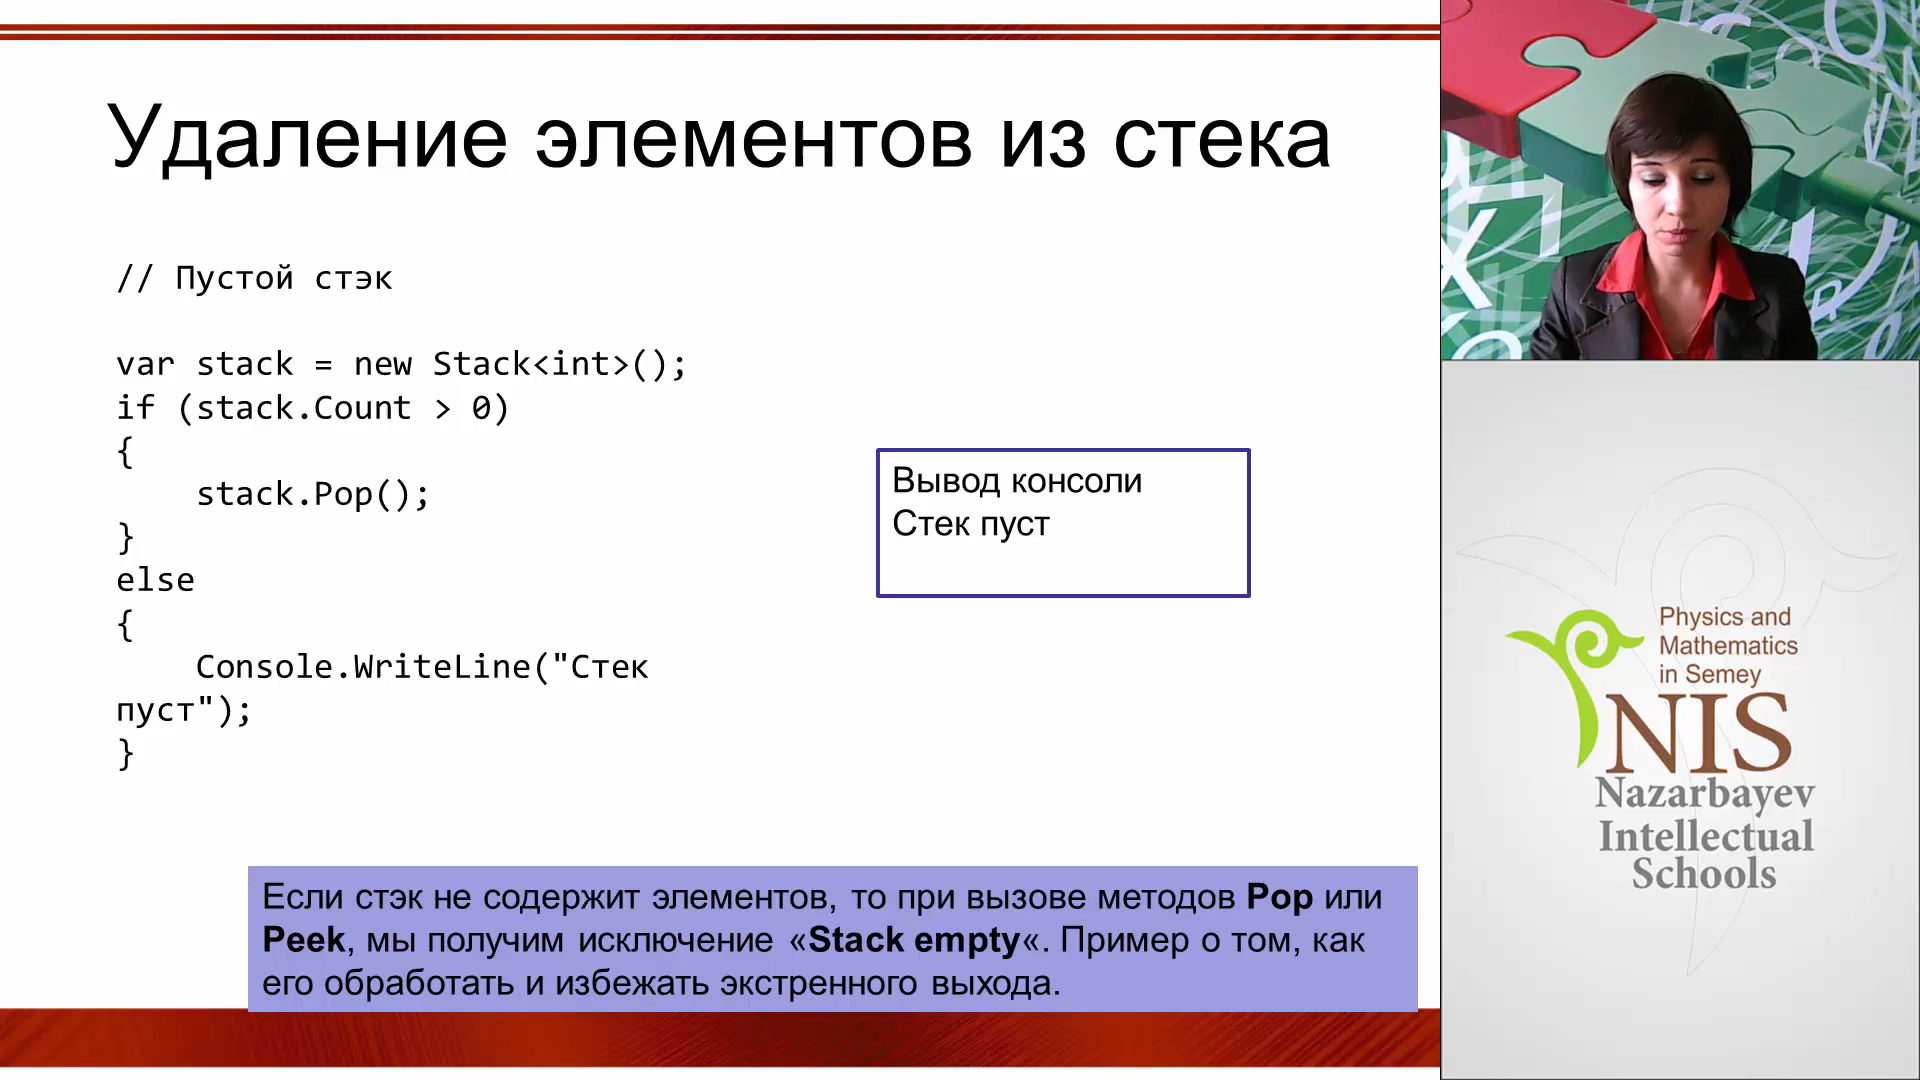 Удаление элементов из стека
// Пустой стэк
var stack = new Stack<int>();
if (stack.Count > 0)
{
    stack.Pop();
}
else
{
    Console.WriteLine("Стек
пуст");
}
Вывод консоли
Стек пуст
Если стэк не содержит элементов, то при вызове методов Pop или
Peek, мы получим исключение «Stack empty«. Пример о том, как
его обработать и избежать экстренного выхода.
Physics and
Mathematics
in Semey
NIS
Nazarbayev
Intellectual
Schools